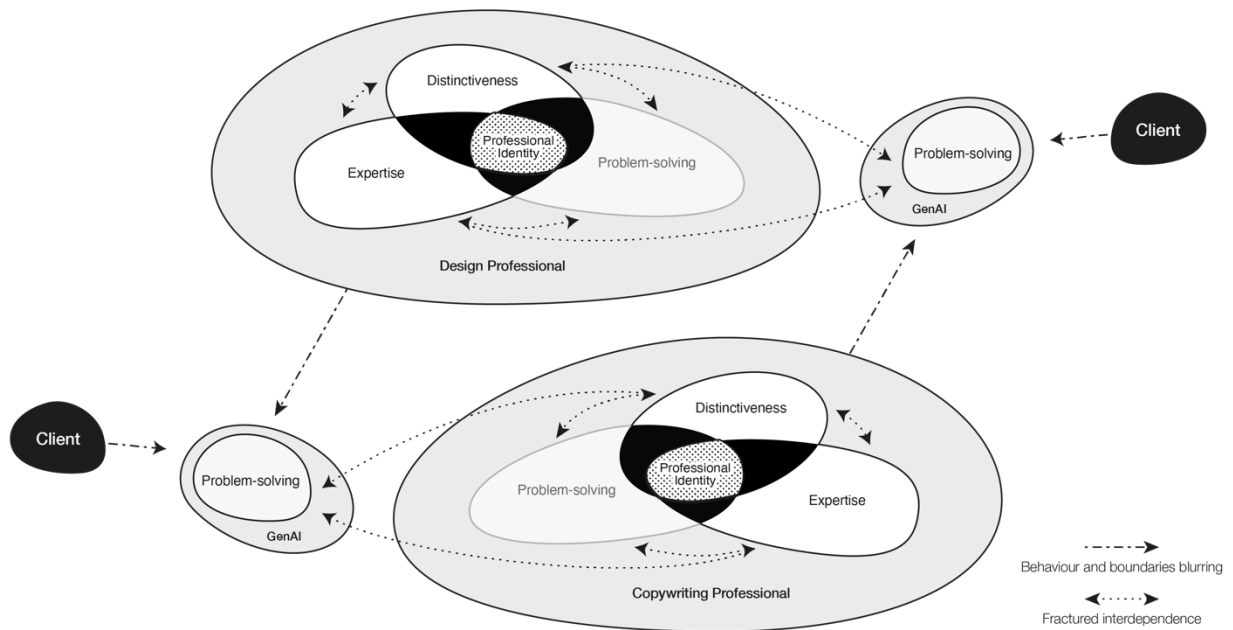 Distinctiveness
Professional
Identity
Expertise
Problem-solving
Design Professional
Problem-solving
GenAI
Client
Client
Problem-solving
GenAI
Distinctiveness
Professional
Identity
Problem-solving
Expertise
Copywriting Professional
Behaviour and boundaries blurring
Fractured interdependence